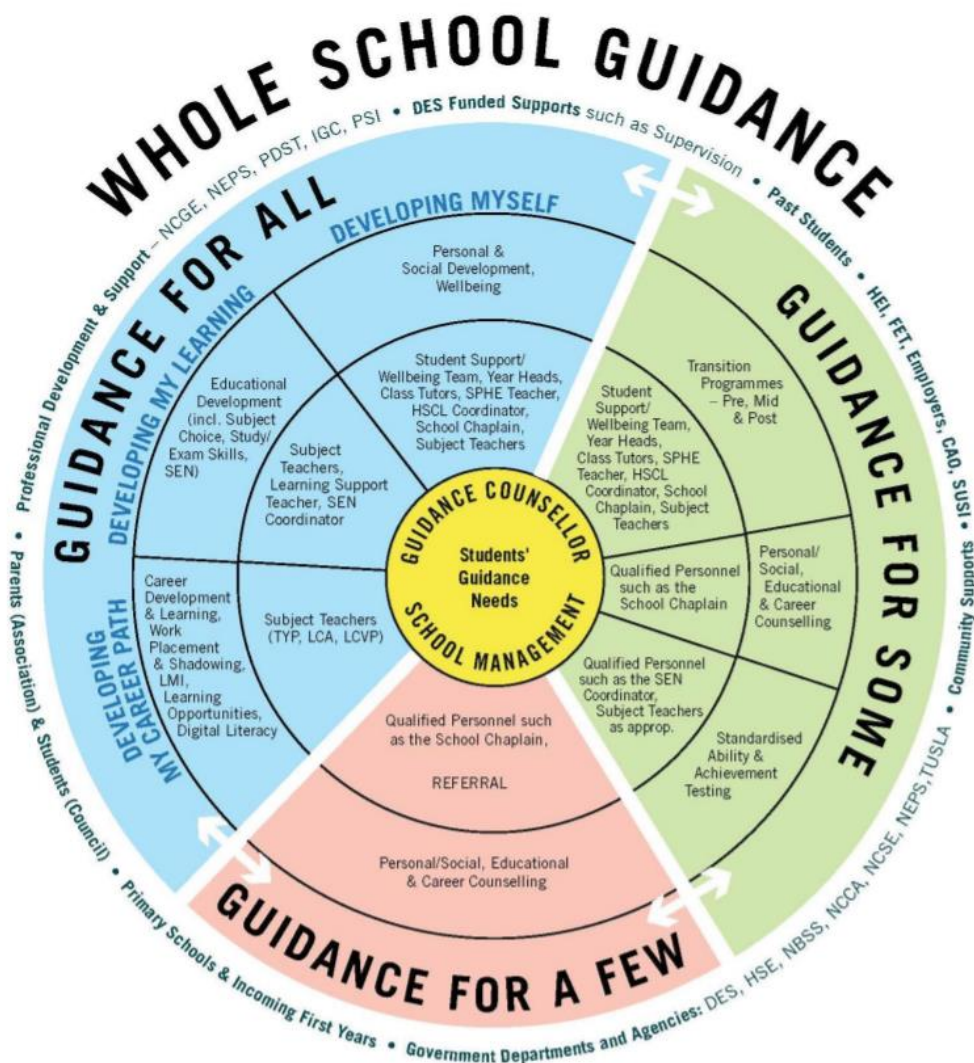 WHOLE SCHOOL GUIDANCE
• Professional Development & Support – NCGE, NEPS, PDST, IGC, PSI • DES Funded Supports such as Supervision • Past Students • HEI, FET, Employers, CAO, SUSI • Community Supports
• Parents (Association) & Students (Council) • Primary Schools & Incoming First Years • Government Departments and Agencies: DES, HSE, NBSS, NCCA, NCSE, NEPS, TUSLA •
GUIDANCE FOR ALL
DEVELOPING MYSELF
Personal &
Social Development,
Wellbeing
Student Support/
Wellbeing Team, Year Heads,
Class Tutors, SPHE Teacher,
HSCL Coordinator,
School Chaplain,
Subject Teachers
DEVELOPING MY LEARNING
Educational
Development
(incl. Subject
Choice, Study/
Exam Skills,
SEN)
Subject
Teachers,
Learning Support
Teacher, SEN
Coordinator
DEVELOPING
MY CAREER PATH
Career
Development
& Learning,
Work
Placement
& Shadowing,
LMI,
Learning
Opportunities,
Digital Literacy
Subject Teachers
(TYP, LCA, LCVP)
GUIDANCE COUNSELLOR
Students'
Guidance
Needs
SCHOOL MANAGEMENT
GUIDANCE FOR SOME
Transition
Programmes
– Pre, Mid
& Post
Student
Support/
Wellbeing Team,
Year Heads,
Class Tutors, SPHE
Teacher, HSCL
Coordinator, School
Chaplain, Subject
Teachers
Qualified Personnel
such as the
School Chaplain
Personal/
Social,
Educational
& Career
Counselling
Qualified Personnel
such as the SEN
Coordinator,
Subject Teachers
as approp.
Standardised
Ability &
Achievement
Testing
Qualified Personnel such
as the School Chaplain,
REFERRAL
Personal/Social, Educational
& Career Counselling
GUIDANCE FOR A FEW